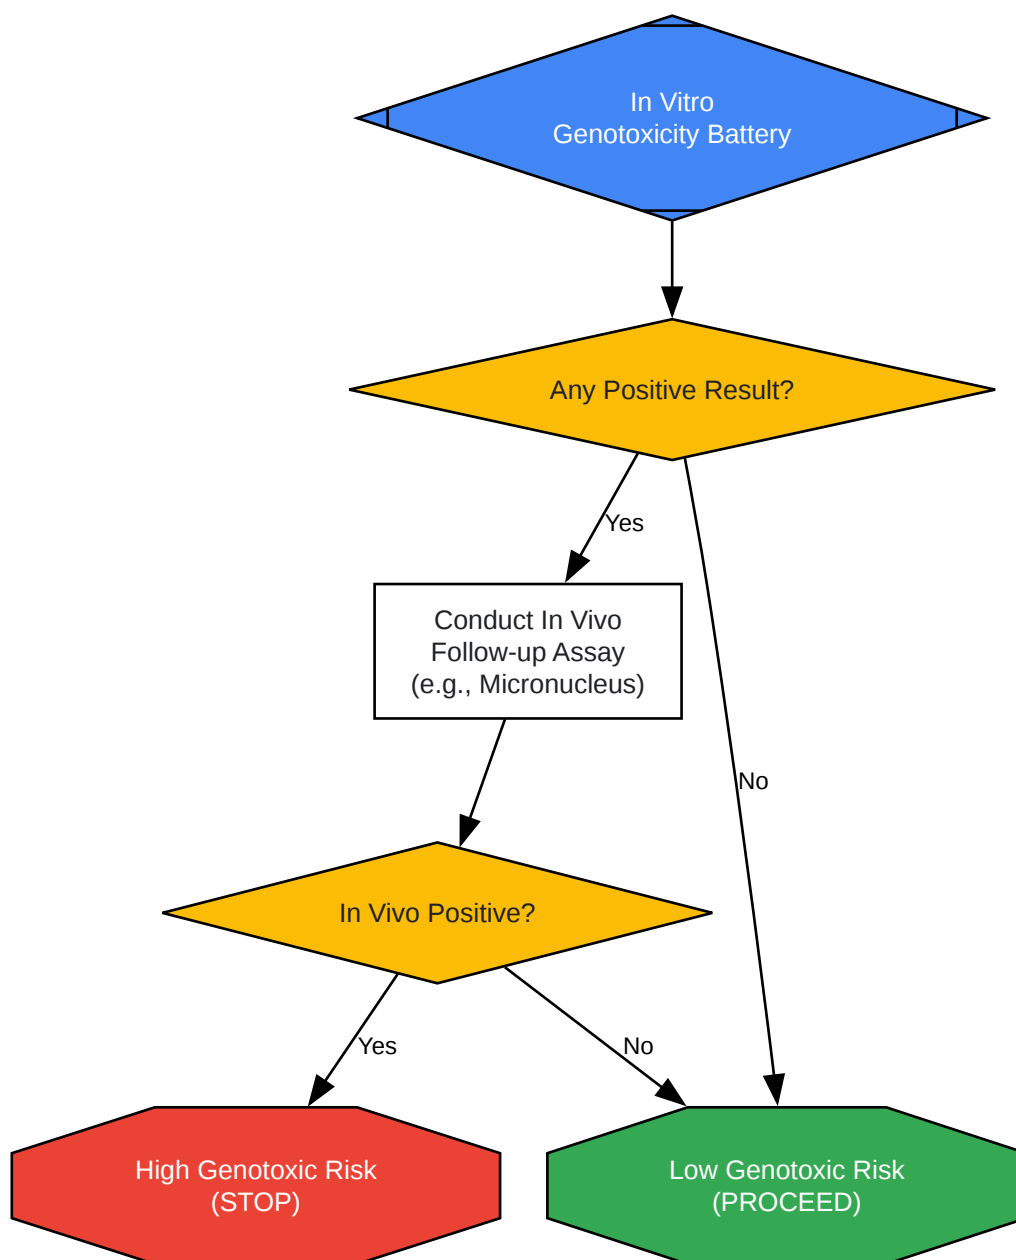 In Vitro
Genotoxicity Battery
Any Positive Result?
Yes
Conduct In Vivo
Follow-up Assay
(e.g., Micronucleus)
No
In Vivo Positive?
Yes
No
High Genotoxic Risk
(STOP)
Low Genotoxic Risk
(PROCEED)